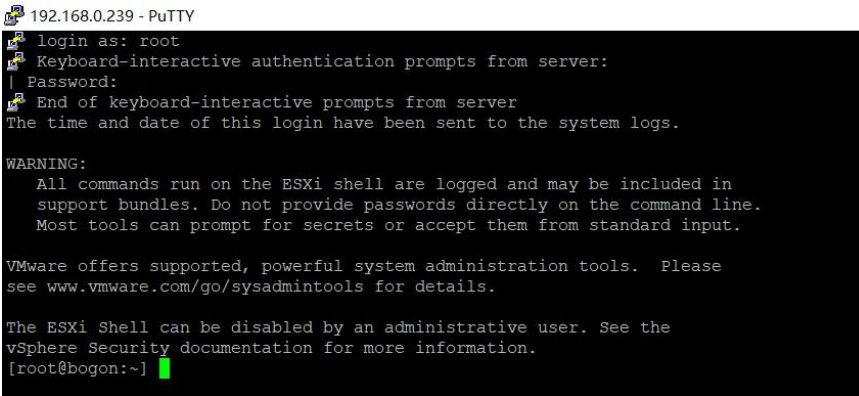 192.168.0.239 - PuTTY
login as: root
Keyboard-interactive authentication prompts from server:
| Password:
End of keyboard-interactive prompts from server
The time and date of this login have been sent to the system logs.
WARNING:
All commands run on the ESXi shell are logged and may be included in
support bundles. Do not provide passwords directly on the command line.
Most tools can prompt for secrets or accept them from standard input.
VMware offers supported, powerful system administration tools.  Please
see www.vmware.com/go/sysadmintools for details.
The ESXi Shell can be disabled by an administrative user. See the
vSphere Security documentation for more information.
[root@bogon:~]